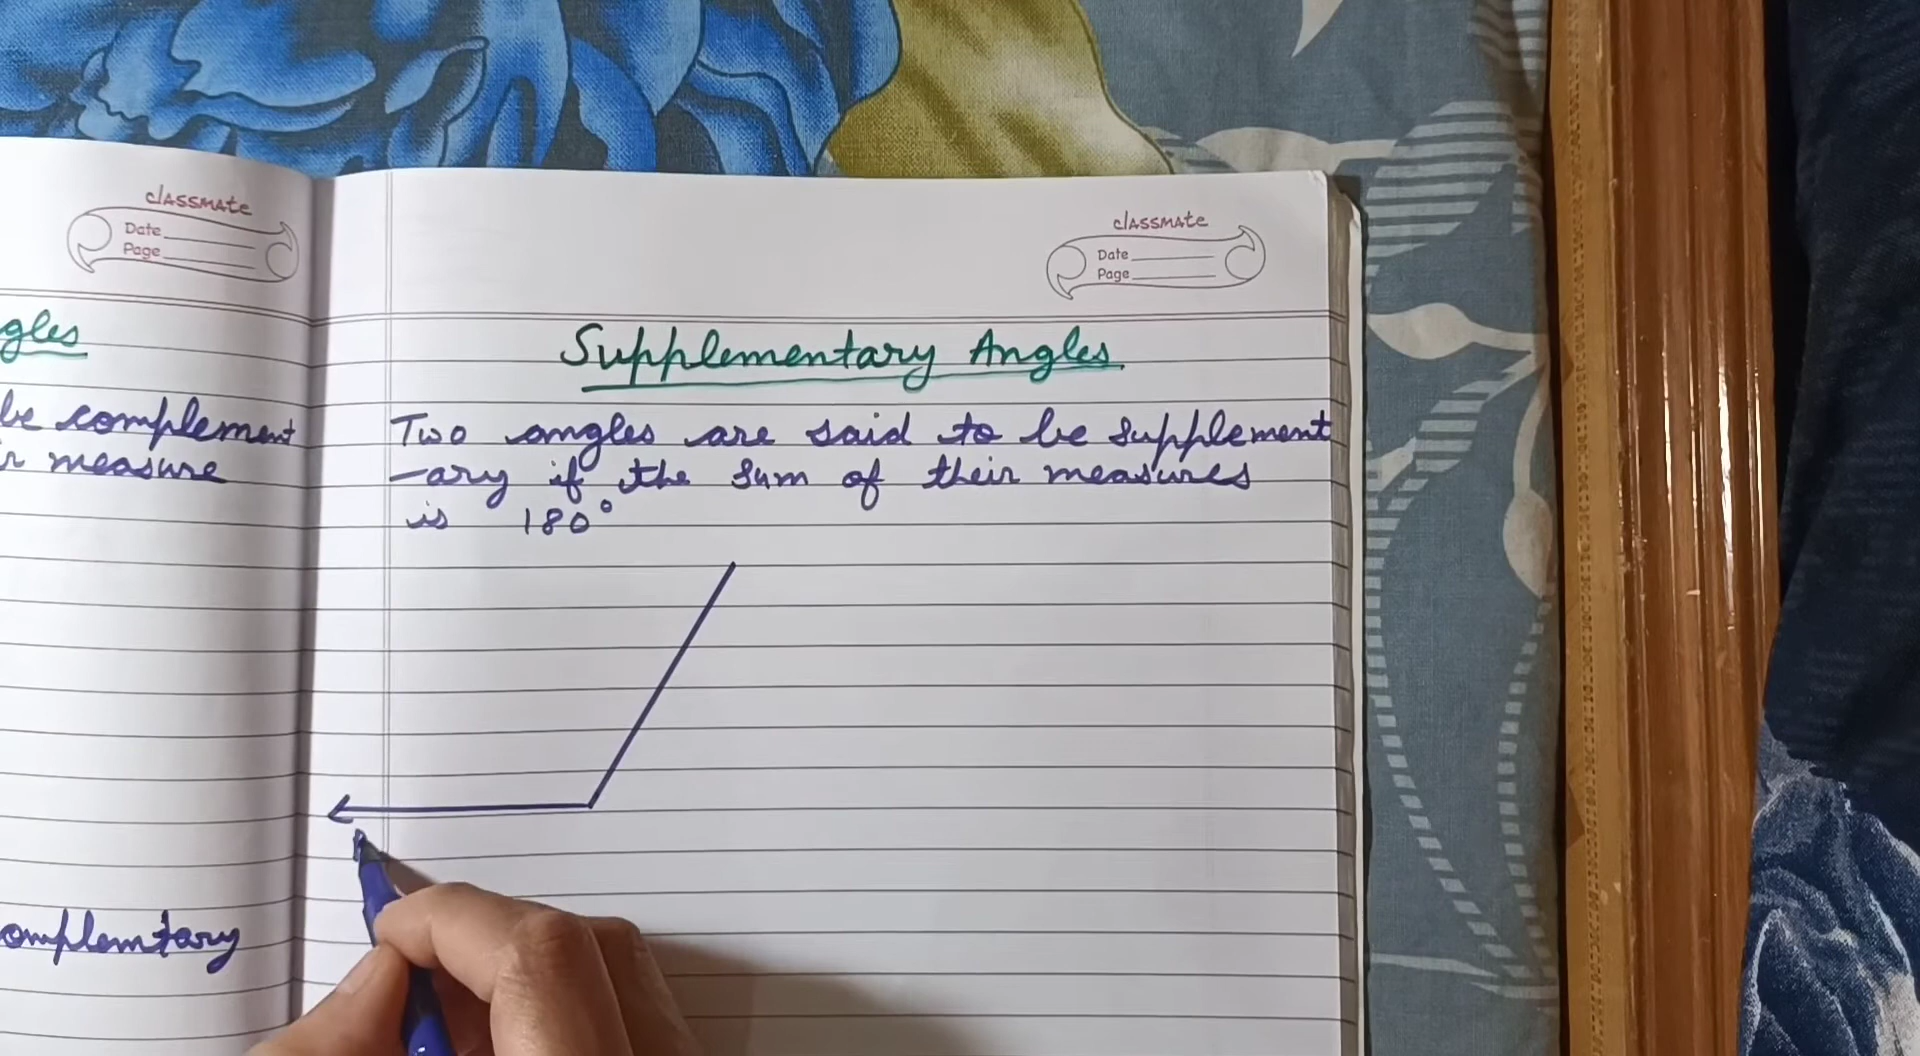 classmate
Date
Page
gles
be complement
r measure
omplemtary
classmate
Date
Page
Supplementary Angles
Two angles are said to be supplement
-ary if the sum of their measures
is 180°